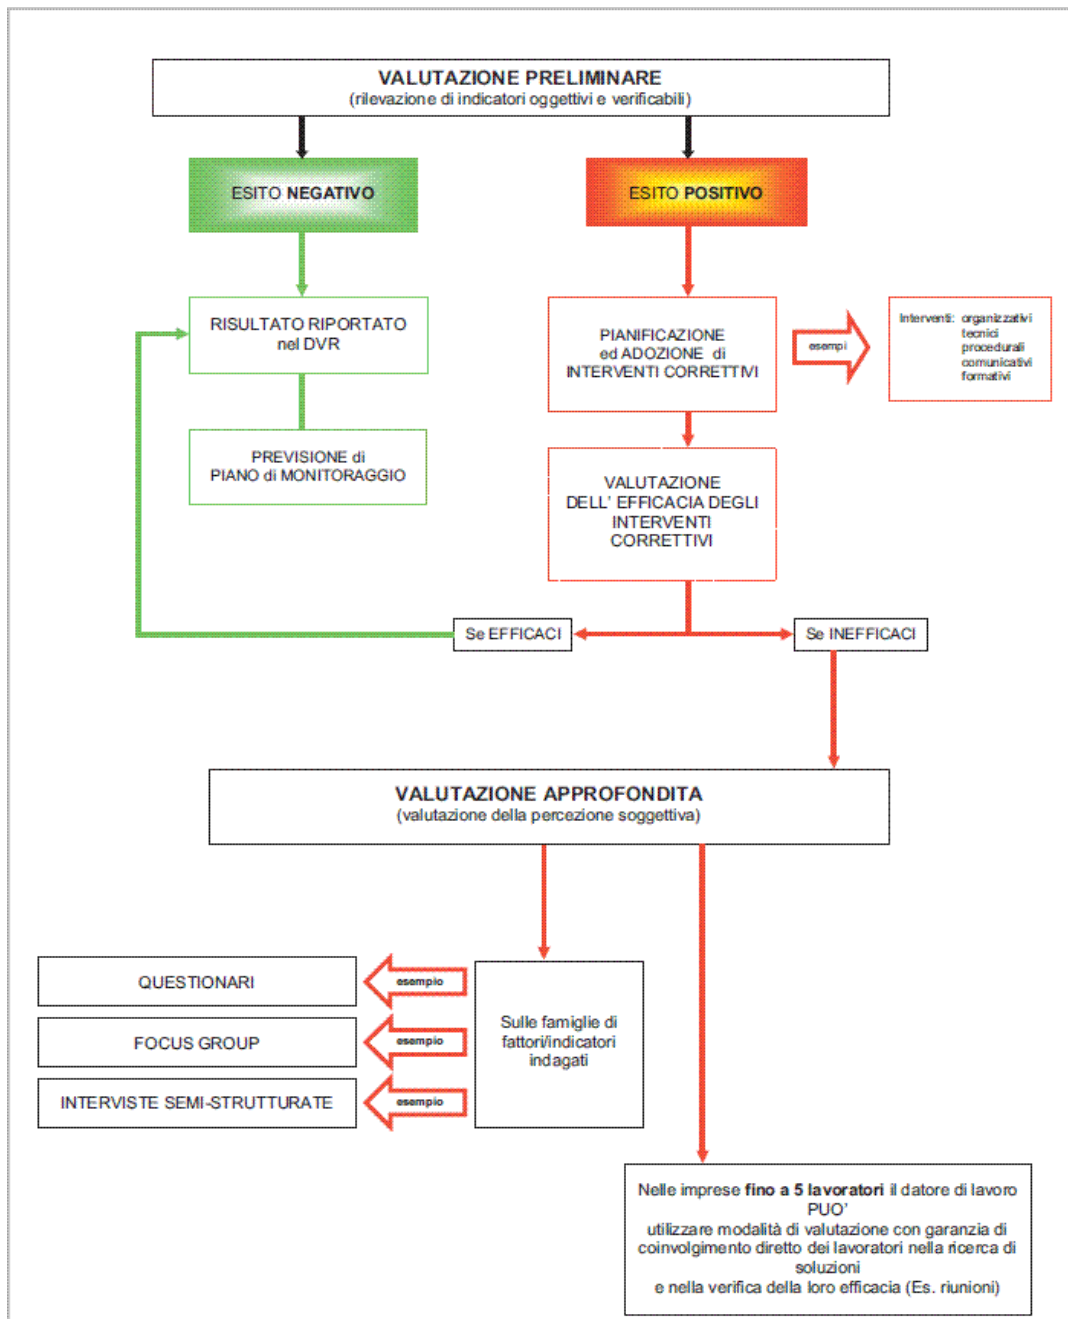 VALUTAZIONE PRELIMINARE
(rilevazione di indicatori oggettivi e verificabili)
ESITO NEGATIVO
ESITO POSITIVO
RISULTATO RIPORTATO
nel DVR
PIANIFICAZIONE
ed ADOZIONE di
INTERVENTI CORRETTIVI
esempi
Interventi: organizzativi
tecnici
procedurali
comunicativi
formativi
PREVISIONE di
PIANO di MONITORAGGIO
VALUTAZIONE
DELL' EFFICACIA DEGLI
INTERVENTI
CORRETTIVI
Se EFFICACI
Se INEFFICACI
VALUTAZIONE APPROFONDITA
(valutazione della percezione soggettiva)
QUESTIONARI
esempio
FOCUS GROUP
esempio
INTERVISTE SEMI-STRUTTURATE
esempio
Sulle famiglie di
fattori/indicatori
indagati
Nelle imprese fino a 5 lavoratori il datore di lavoro
PUO'
utilizzare modalità di valutazione con garanzia di
coinvolgimento diretto dei lavoratori nella ricerca di
soluzioni
e nella verifica della loro efficacia (Es. riunioni)